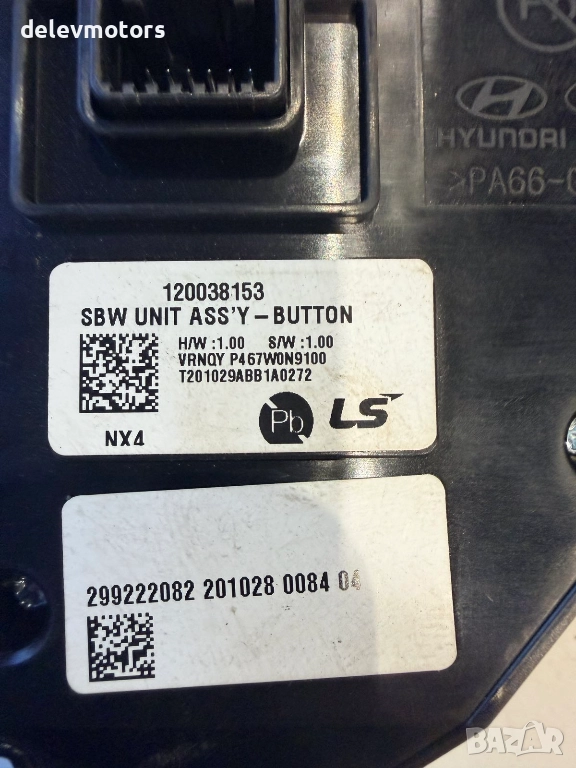 delevmotors
HYUNDAI
>PA66-
120038153
SBW UNIT ASS'Y-BUTTON
H/W :1.00 S/W :1.00
VRNQY P467W0N9100
T201029ABB1A0272
NX4
Pb
LS
299222082 201028 0084 04
BAZAR